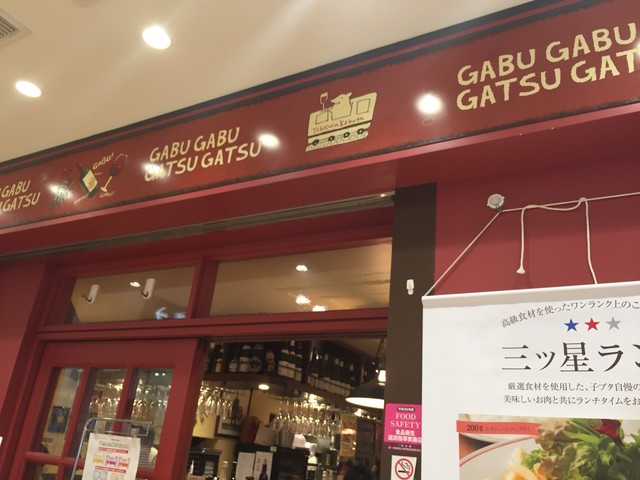 GABU GABU
GATSU GATSU
GABU GABU
GATSU GATSU
GABU
GATSU
GABU!
高級食材を使ったワンランク上のこ
三ッ星ラン
厳選食材を使用した、子ブタ自慢の
美味しいお肉と共にランチタイムをお
200g
FOOD
SAFETY
食品衛生